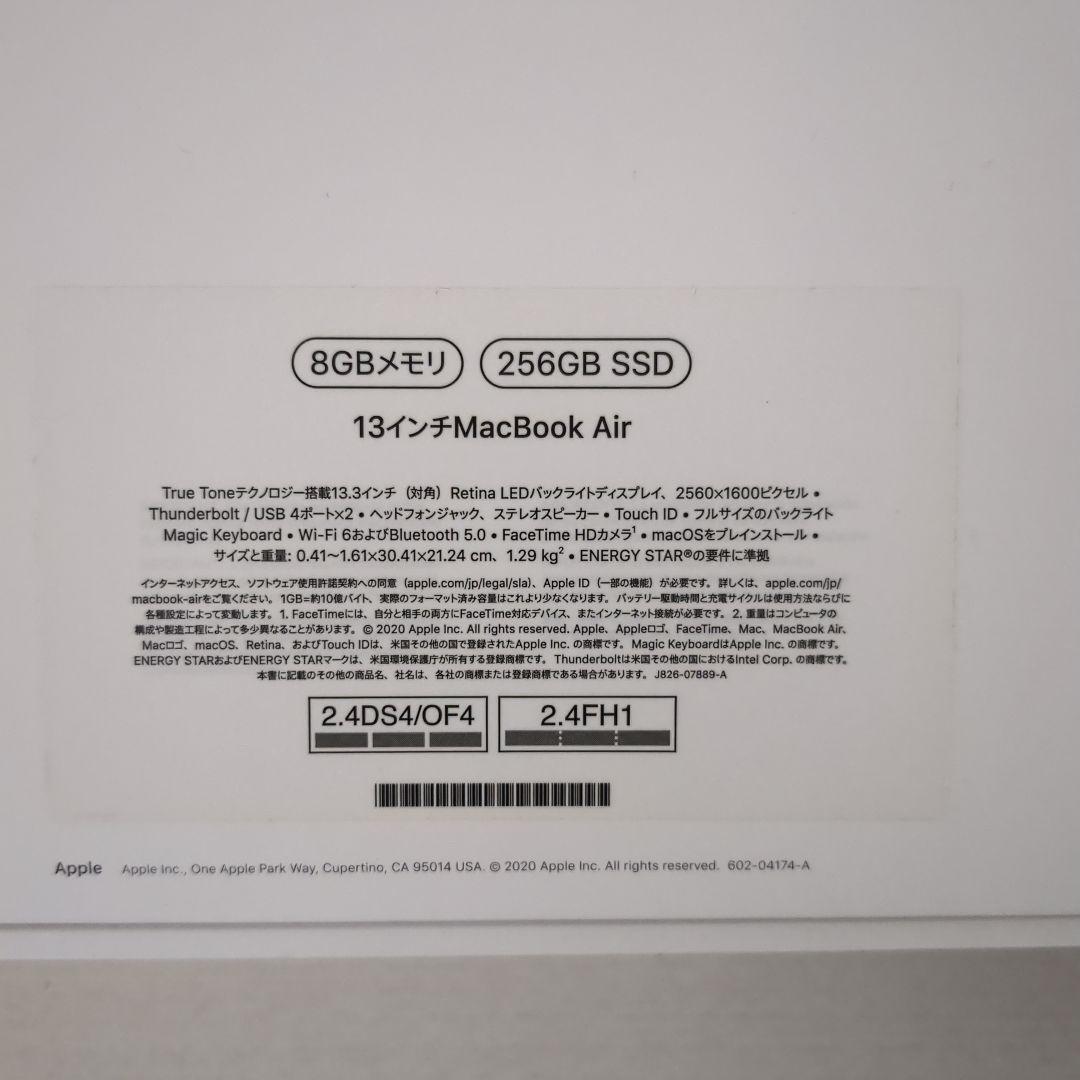 8GBメモリ 256GB SSD
13インチMacBook Air
True Toneテクノロジー搭載13.3インチ（対角）Retina LEDバックライトディスプレイ、2560×1600ピクセル •
Thunderbolt / USB 4ポート×2 • ヘッドフォンジャック、ステレオスピーカー • Touch ID • フルサイズのバックライト
Magic Keyboard • Wi-Fi 6およびBluetooth 5.0 • FaceTime HDカメラ¹ • macOSをプレインストール •
サイズと重量: 0.41〜1.61×30.41×21.24 cm、1.29 kg² • ENERGY STAR®の要件に準拠
インターネットアクセス、ソフトウェア使用許諾契約への同意（apple.com/jp/legal/sla）、Apple ID（一部の機能）が必要です。詳しくは、apple.com/jp/
macbook-airをご覧ください。1GB=約10億バイト、実際のフォーマット済み容量はこれより少なくなります。バッテリー駆動時間と充電サイクルは使用方法ならびに
各種設定によって変動します。1. FaceTimeには、自分と相手の両方にFaceTime対応デバイス、またインターネット接続が必要です。2. 重量はコンピュータの
構成や製造工程によって多少異なることがあります。© 2020 Apple Inc. All rights reserved. Apple、Appleロゴ、FaceTime、Mac、MacBook Air、
Macロゴ、macOS、Retina、およびTouch IDは、米国その他の国で登録されたApple Inc. の商標です。Magic KeyboardはApple Inc. の商標です。
ENERGY STARおよびENERGY STARマークは、米国環境保護庁が所有する登録商標です。Thunderboltは米国その他の国におけるIntel Corp. の商標です。
本書に記載のその他の商品名、社名は、各社の商標または登録商標である場合があります。J826-07889-A
2.4DS4/OF4 2.4FH1
Apple Apple Inc., One Apple Park Way, Cupertino, CA 95014 USA. © 2020 Apple Inc. All rights reserved. 602-04174-A